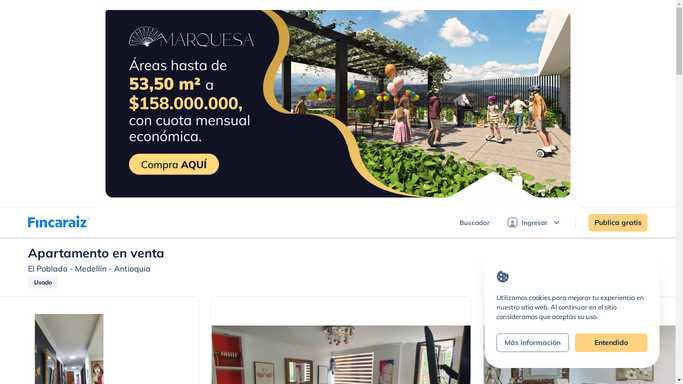 MARQUESA
Áreas hasta de
53,50 m² a
$158.000.000,
con cuota mensual
económica.
Compra AQUÍ
Fincaraiz
Buscador
Ingresar
Publica gratis
Apartamento en venta
El Poblado - Medellín - Antioquia
Usado
Utilizamos cookies para mejorar tu experiencia en
nuestro sitio web. Al continuar en el sitio
consideramos que aceptas su uso.
Más información
Entendido